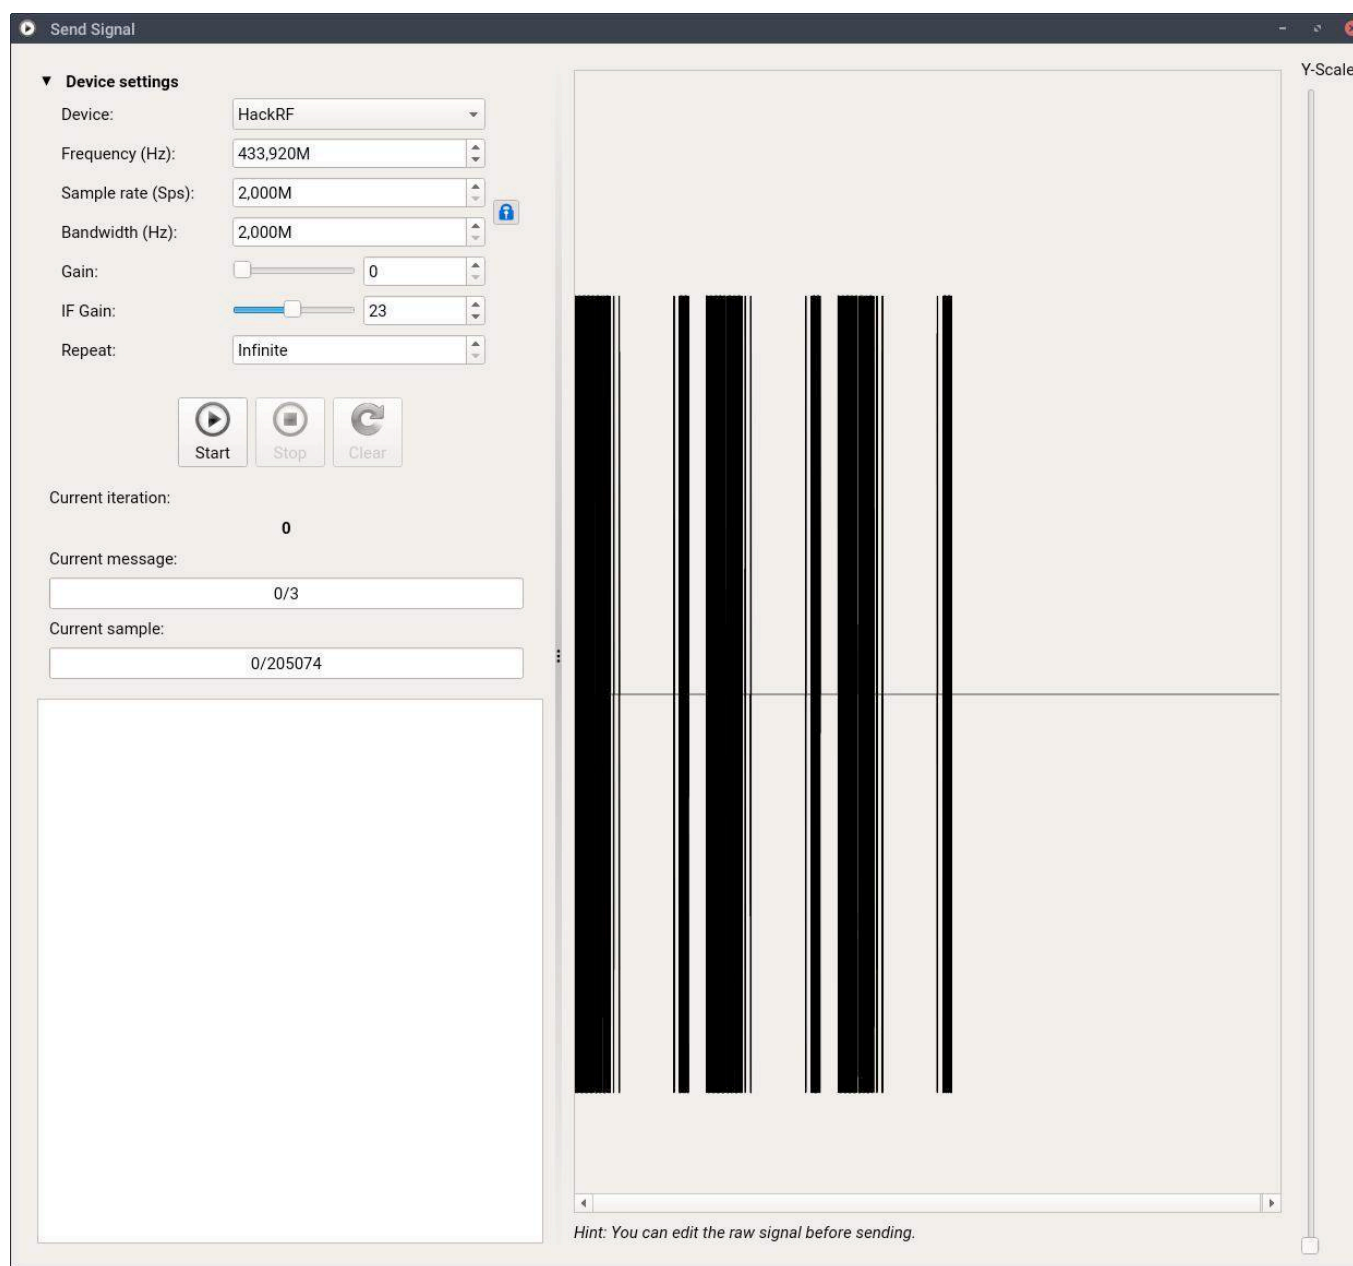 Send Signal
Y-Scale
Device settings
Device: HackRF
Frequency (Hz): 433,920M
Sample rate (Sps): 2,000M
Bandwidth (Hz): 2,000M
Gain: 0
IF Gain: 23
Repeat: Infinite
Start Stop Clear
Current iteration:
0
Current message:
0/3
Current sample:
0/205074
Hint: You can edit the raw signal before sending.